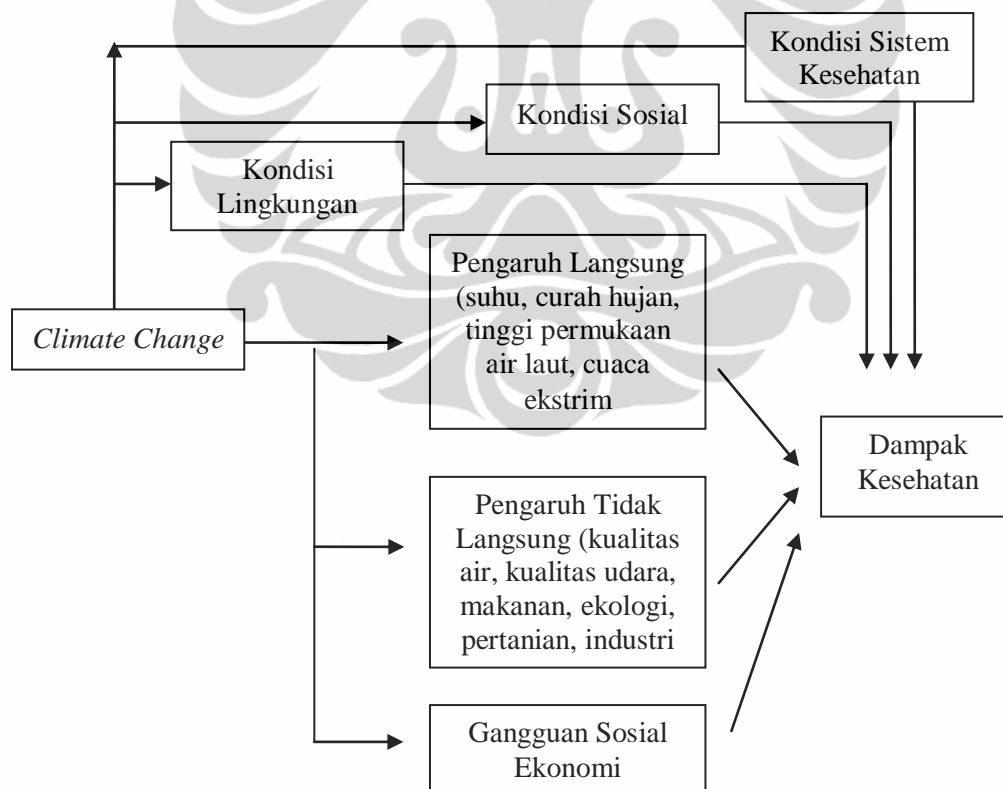 Kondisi Sistem
Kesehatan
Kondisi Sosial
Kondisi
Lingkungan
Pengaruh Langsung
(suhu, curah hujan,
tinggi permukaan
air laut, cuaca
ekstrim
Climate Change
Dampak
Kesehatan
Pengaruh Tidak
Langsung (kualitas
air, kualitas udara,
makanan, ekologi,
pertanian, industri
Gangguan Sosial
Ekonomi